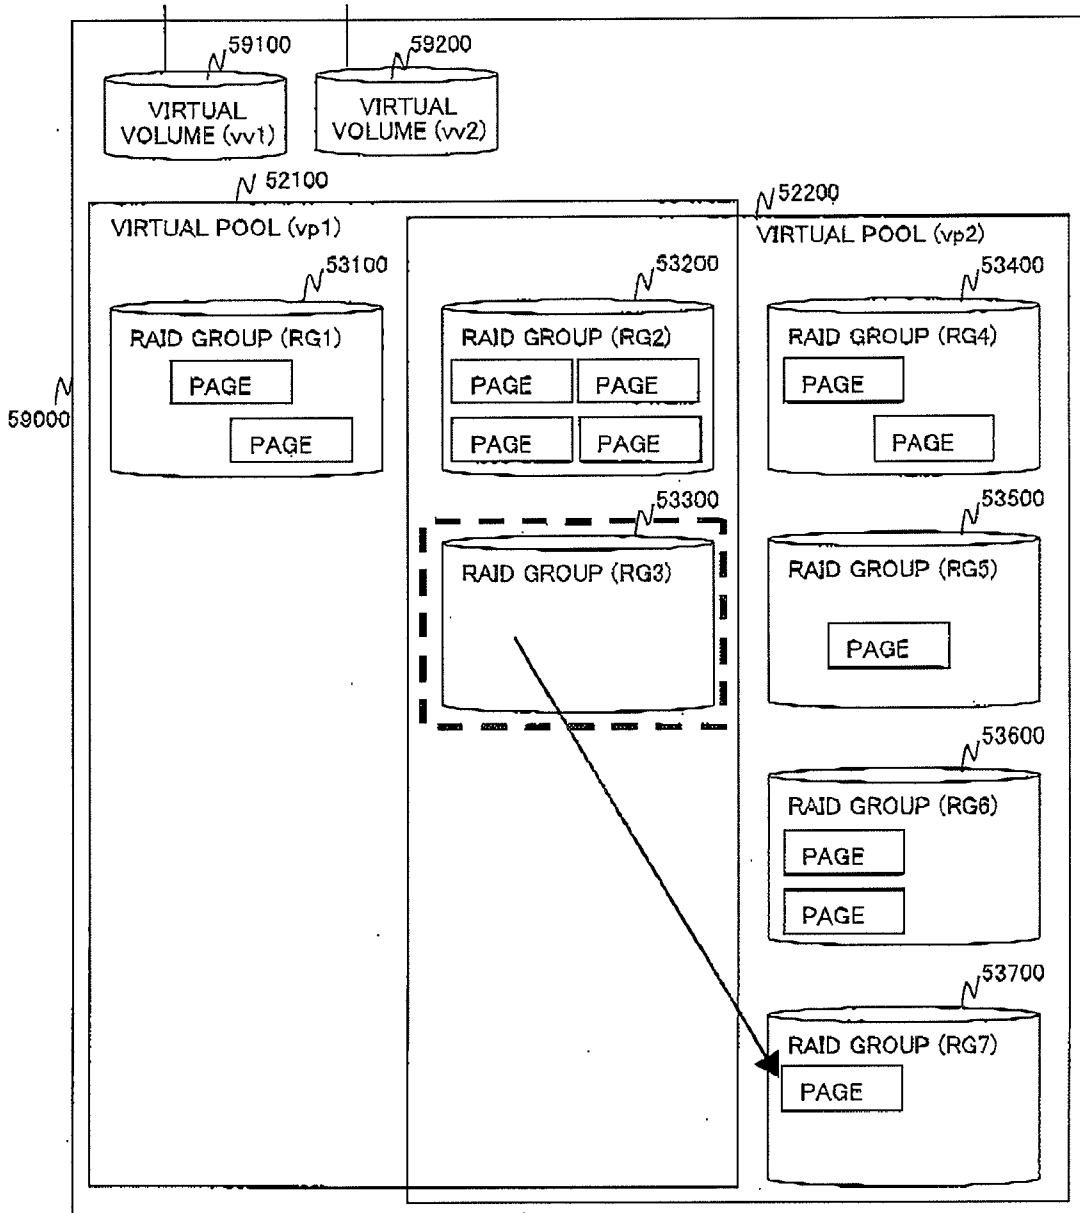 59100
59200
VIRTUAL
VOLUME (vv1)
VIRTUAL
VOLUME (vv2)
52100
52200
VIRTUAL POOL (vp1)
VIRTUAL POOL (vp2)
53100
53200
53400
RAID GROUP (RG1)
RAID GROUP (RG2)
RAID GROUP (RG4)
PAGE
PAGE
PAGE
PAGE
59000
PAGE
PAGE
PAGE
PAGE
53300
53500
RAID GROUP (RG3)
RAID GROUP (RG5)
PAGE
53600
RAID GROUP (RG6)
PAGE
PAGE
53700
RAID GROUP (RG7)
PAGE